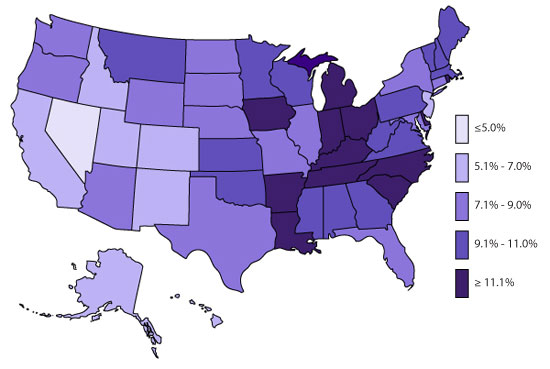 ≤5.0%
5.1% - 7.0%
7.1% - 9.0%
9.1% - 11.0%
≥ 11.1%